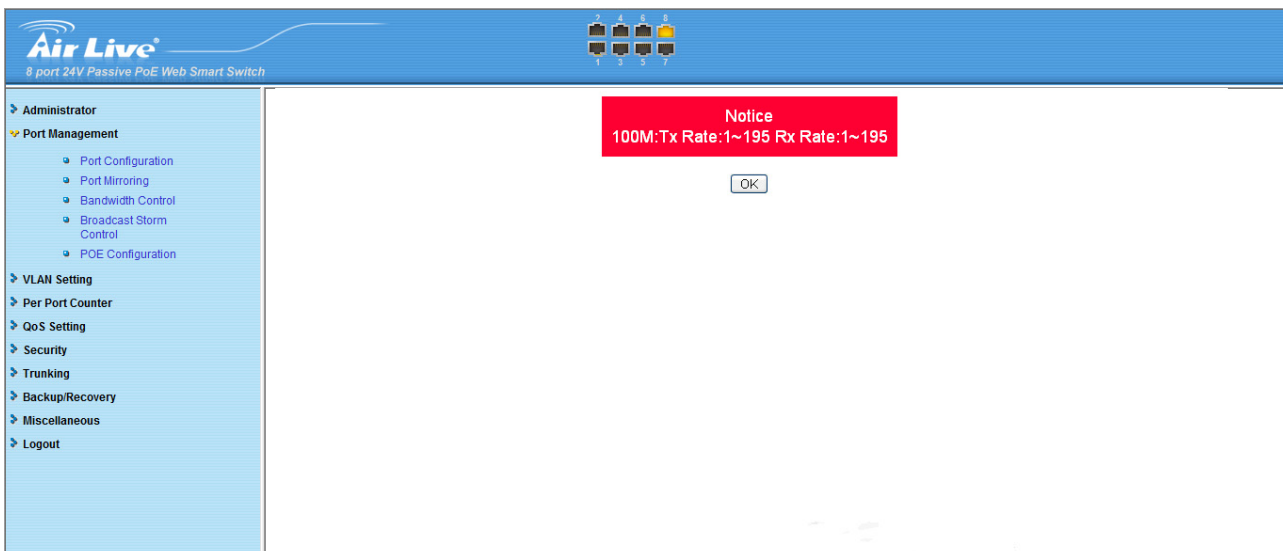 2 4 6 8
Air Live®
8 port 24V Passive PoE Web Smart Switch
1 3 5 7
Administrator
Port Management
Port Configuration
Port Mirroring
Bandwidth Control
Broadcast Storm
Control
POE Configuration
VLAN Setting
Per Port Counter
QoS Setting
Security
Trunking
Backup/Recovery
Miscellaneous
Logout
Notice
100M:Tx Rate:1~195 Rx Rate:1~195
OK